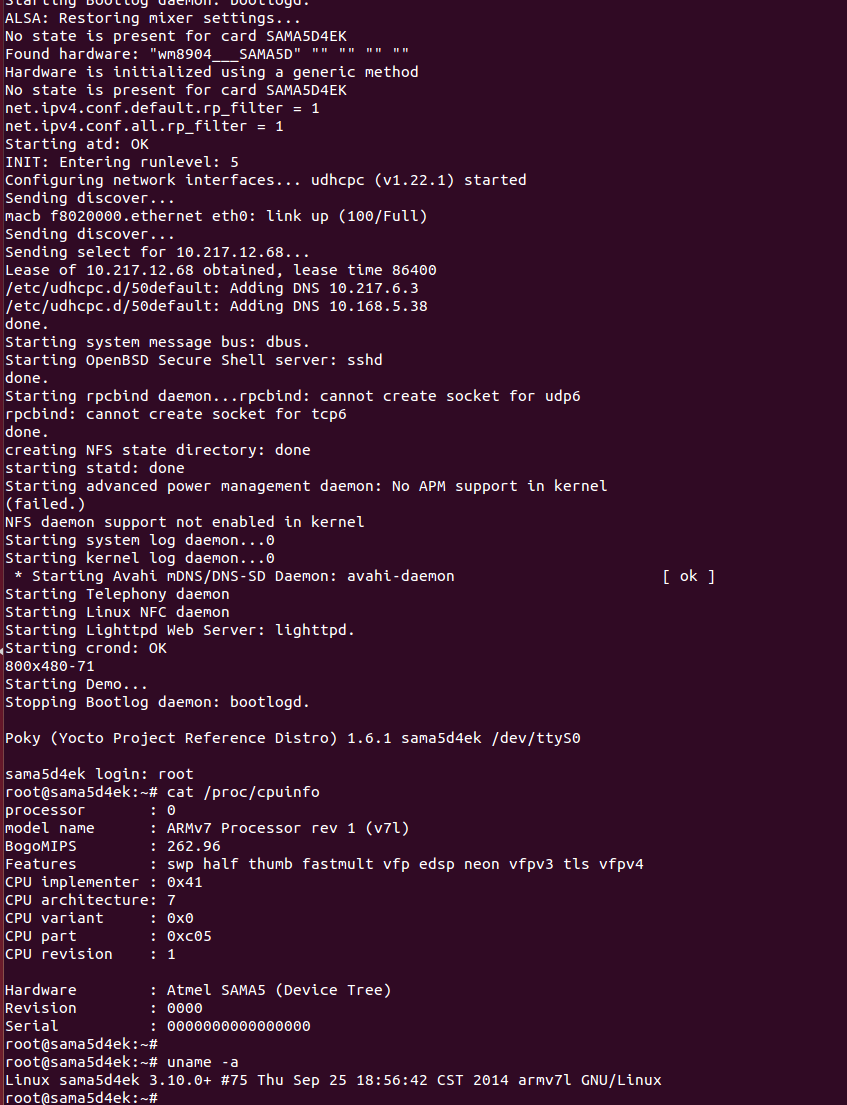 Starting Bootlog daemon: bootlogd.
ALSA: Restoring mixer settings...
No state is present for card SAMA5D4EK
Found hardware: "wm8904___SAMA5D" "" "" "" ""
Hardware is initialized using a generic method
No state is present for card SAMA5D4EK
net.ipv4.conf.default.rp_filter = 1
net.ipv4.conf.all.rp_filter = 1
Starting atd: OK
INIT: Entering runlevel: 5
Configuring network interfaces... udhcpc (v1.22.1) started
Sending discover...
macb f8020000.ethernet eth0: link up (100/Full)
Sending discover...
Sending select for 10.217.12.68...
Lease of 10.217.12.68 obtained, lease time 86400
/etc/udhcpc.d/50default: Adding DNS 10.217.6.3
/etc/udhcpc.d/50default: Adding DNS 10.168.5.38
done.
Starting system message bus: dbus.
Starting OpenBSD Secure Shell server: sshd
done.
Starting rpcbind daemon...rpcbind: cannot create socket for udp6
rpcbind: cannot create socket for tcp6
done.
creating NFS state directory: done
starting statd: done
Starting advanced power management daemon: No APM support in kernel
(failed.)
NFS daemon support not enabled in kernel
Starting system log daemon...0
Starting kernel log daemon...0
 * Starting Avahi mDNS/DNS-SD Daemon: avahi-daemon                       [ ok ]
Starting Telephony daemon
Starting Linux NFC daemon
Starting Lighttpd Web Server: lighttpd.
Starting crond: OK
800x480-71
Starting Demo...
Stopping Bootlog daemon: bootlogd.
Poky (Yocto Project Reference Distro) 1.6.1 sama5d4ek /dev/ttyS0
sama5d4ek login: root
root@sama5d4ek:~# cat /proc/cpuinfo
processor       : 0
model name      : ARMv7 Processor rev 1 (v7l)
BogoMIPS        : 262.96
Features        : swp half thumb fastmult vfp edsp neon vfpv3 tls vfpv4
CPU implementer : 0x41
CPU architecture: 7
CPU variant     : 0x0
CPU part        : 0xc05
CPU revision    : 1
Hardware        : Atmel SAMA5 (Device Tree)
Revision        : 0000
Serial          : 0000000000000000
root@sama5d4ek:~#
root@sama5d4ek:~# uname -a
Linux sama5d4ek 3.10.0+ #75 Thu Sep 25 18:56:42 CST 2014 armv7l GNU/Linux
root@sama5d4ek:~#